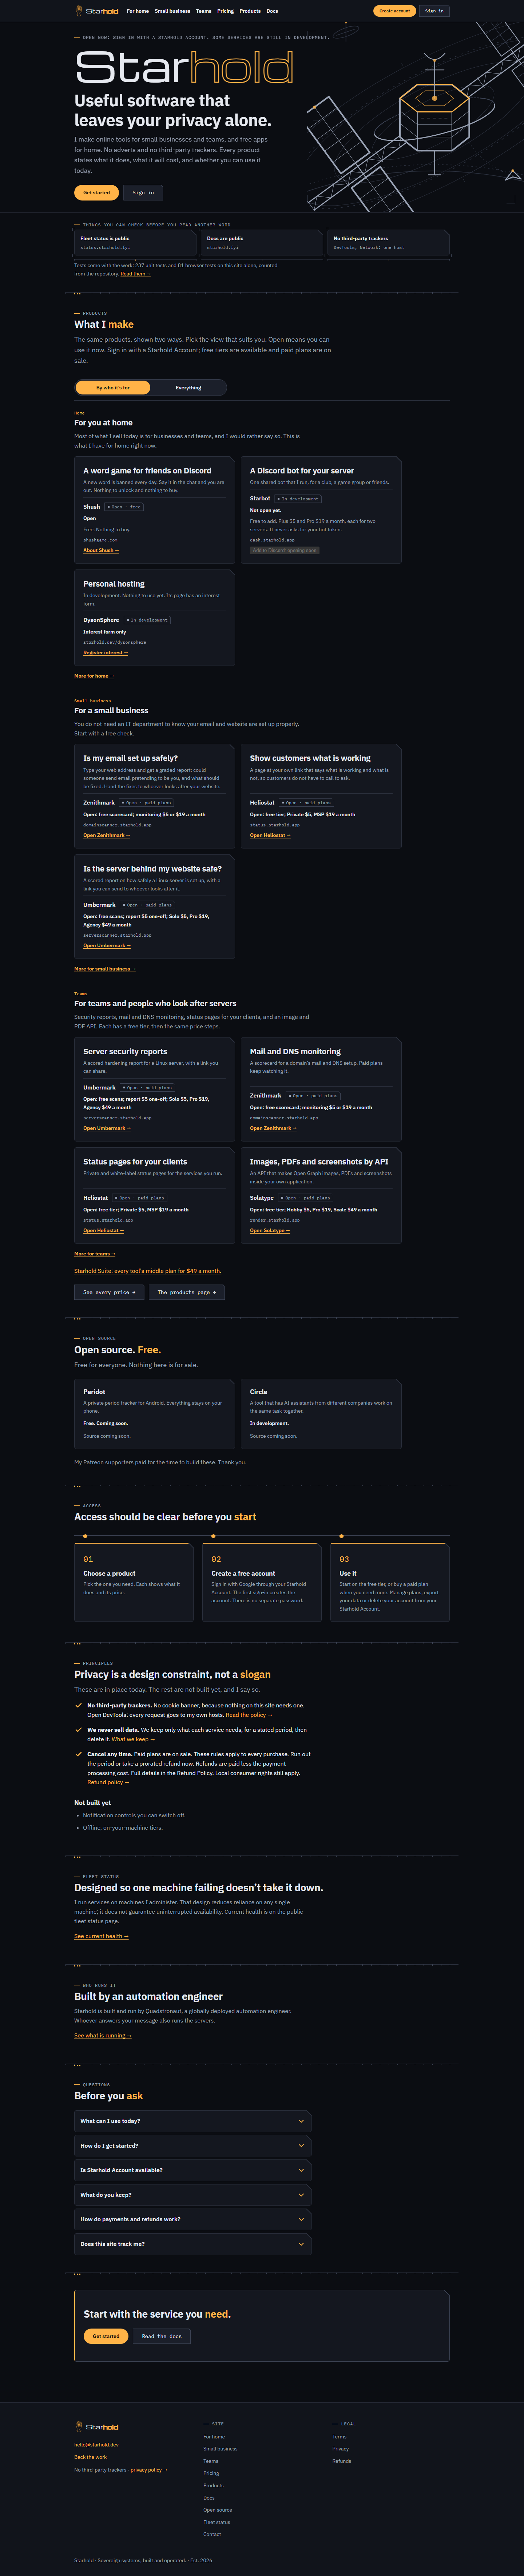 Starhold For home Small business Teams Pricing Products Docs Create account Sign in
OPEN NOW: SIGN IN WITH A STARHOLD ACCOUNT. SOME SERVICES ARE STILL IN DEVELOPMENT.
Starhold
Useful software that
leaves your privacy alone.
I make online tools for small businesses and teams, and free apps
for home. No adverts and no third-party trackers. Every product
states what it does, what it will cost, and whether you can use it
today.
Get started Sign in
THINGS YOU CAN CHECK BEFORE YOU READ ANOTHER WORD
Fleet status is public
status.starhold.fyi
Docs are public
starhold.fyi
No third-party trackers
DevTools, Network: one host
Tests come with the work: 237 unit tests and 81 browser tests on this site alone, counted
from the repository. Read them →
PRODUCTS
What I make
The same products, shown two ways. Pick the view that suits you. Open means you can
use it now. Sign in with a Starhold Account; free tiers are available and paid plans are on
sale.
By who it's for Everything
Home
For you at home
Most of what I sell today is for businesses and teams, and I would rather say so. This is
what I have for home right now.
A word game for friends on Discord
A new word is banned every day. Say it in the chat and you are
out. Nothing to unlock and nothing to buy.
Shush Open · free
Open
Free. Nothing to buy.
shushgame.com
About Shush →
A Discord bot for your server
One shared bot that I run, for a club, a game group or friends.
Starbot In development
Not open yet.
Free to add. Plus $5 and Pro $19 a month, each for two
servers. It never asks for your bot token.
dash.starhold.app
Add to Discord: opening soon
Personal hosting
In development. Nothing to use yet. Its page has an interest
form.
DysonSphere In development
Interest form only
starhold.dev/dysonsphere
Register interest →
More for home →
Small business
For a small business
You do not need an IT department to know your email and website are set up properly.
Start with a free check.
Is my email set up safely?
Type your web address and get a graded report: could
someone send email pretending to be you, and what should
be fixed. Hand the fixes to whoever looks after your website.
Zenithmark Open · paid plans
Open: free scorecard; monitoring $5 or $19 a month
domainscanner.starhold.app
Open Zenithmark →
Show customers what is working
A page at your own link that says what is working and what is
not, so customers do not have to call to ask.
Heliostat Open · paid plans
Open: free tier; Private $5, MSP $19 a month
status.starhold.app
Open Heliostat →
Is the server behind my website safe?
A scored report on how safely a Linux server is set up, with a
link you can send to whoever looks after it.
Umbermark Open · paid plans
Open: free scans; report $5 one-off; Solo $5, Pro $19,
Agency $49 a month
serverscanner.starhold.app
Open Umbermark →
More for small business →
Teams
For teams and people who look after servers
Security reports, mail and DNS monitoring, status pages for your clients, and an image and
PDF API. Each has a free tier, then the same price steps.
Server security reports
A scored hardening report for a Linux server, with a link you
can share.
Umbermark Open · paid plans
Open: free scans; report $5 one-off; Solo $5, Pro $19,
Agency $49 a month
serverscanner.starhold.app
Open Umbermark →
Mail and DNS monitoring
A scorecard for a domain's mail and DNS setup. Paid plans
keep watching it.
Zenithmark Open · paid plans
Open: free scorecard; monitoring $5 or $19 a month
domainscanner.starhold.app
Open Zenithmark →
Status pages for your clients
Private and white-label status pages for the services you run.
Heliostat Open · paid plans
Open: free tier; Private $5, MSP $19 a month
status.starhold.app
Open Heliostat →
Images, PDFs and screenshots by API
An API that makes Open Graph images, PDFs and screenshots
inside your own application.
Solatype Open · paid plans
Open: free tier; Hobby $5, Pro $19, Scale $49 a month
render.starhold.app
Open Solatype →
More for teams →
Starhold Suite: every tool's middle plan for $49 a month.
See every price → The products page →
OPEN SOURCE
Open source. Free.
Free for everyone. Nothing here is for sale.
Peridot
A private period tracker for Android. Everything stays on your
phone.
Free. Coming soon.
Source coming soon.
Circle
A tool that has AI assistants from different companies work on
the same task together.
In development.
Source coming soon.
My Patreon supporters paid for the time to build these. Thank you.
ACCESS
Access should be clear before you start
01
Choose a product
Pick the one you need. Each shows what it
does and its price.
02
Create a free account
Sign in with Google through your Starhold
Account. The first sign-in creates the
account. There is no separate password.
03
Use it
Start on the free tier, or buy a paid plan
when you need more. Manage plans, export
your data or delete your account from your
Starhold Account.
PRINCIPLES
Privacy is a design constraint, not a slogan
These are in place today. The rest are not built yet, and I say so.
No third-party trackers. No cookie banner, because nothing on this site needs one.
Open DevTools: every request goes to my own hosts. Read the policy →
We never sell data. We keep only what each service needs, for a stated period, then
delete it. What we keep →
Cancel any time. Paid plans are on sale. These rules apply to every purchase. Run out
the period or take a prorated refund now. Refunds are paid less the payment
processing cost. Full details in the Refund Policy. Local consumer rights still apply.
Refund policy →
Not built yet
Notification controls you can switch off.
Offline, on-your-machine tiers.
FLEET STATUS
Designed so one machine failing doesn't take it down.
I run services on machines I administer. That design reduces reliance on any single
machine; it does not guarantee uninterrupted availability. Current health is on the public
fleet status page.
See current health →
WHO RUNS IT
Built by an automation engineer
Starhold is built and run by Quadstronaut, a globally deployed automation engineer.
Whoever answers your message also runs the servers.
See what is running →
QUESTIONS
Before you ask
What can I use today?
How do I get started?
Is Starhold Account available?
What do you keep?
How do payments and refunds work?
Does this site track me?
Start with the service you need.
Get started Read the docs
Starhold
hello@starhold.dev
Back the work
No third-party trackers · privacy policy →
SITE
For home
Small business
Teams
Pricing
Products
Docs
Open source
Fleet status
Contact
LEGAL
Terms
Privacy
Refunds
Starhold · Sovereign systems, built and operated. · Est. 2026